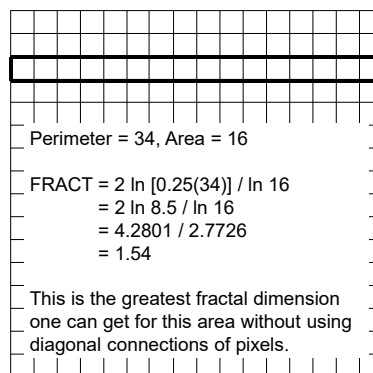 Perimeter = 34, Area = 16
FRACT = 2 ln [0.25(34)] / ln 16
= 2 ln 8.5 / ln 16
= 4.2801 / 2.7726
= 1.54
This is the greatest fractal dimension
one can get for this area without using
diagonal connections of pixels.